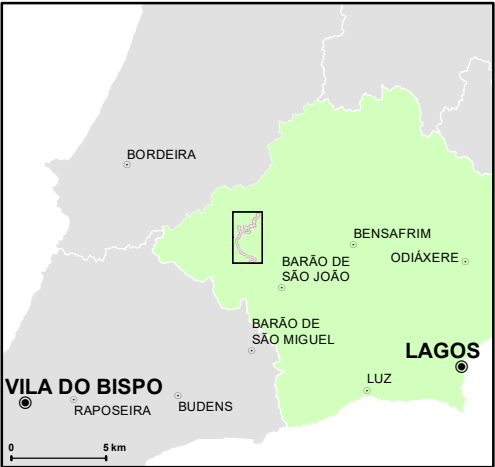 BORDEIRA
BENSAFRIM
ODIÁXERE
BARÃO DE
SÃO JOÃO
BARÃO DE
SÃO MIGUEL
LAGOS
LUZ
VILA DO BISPO
RAPOSEIRA
BUDENS
0 5 km